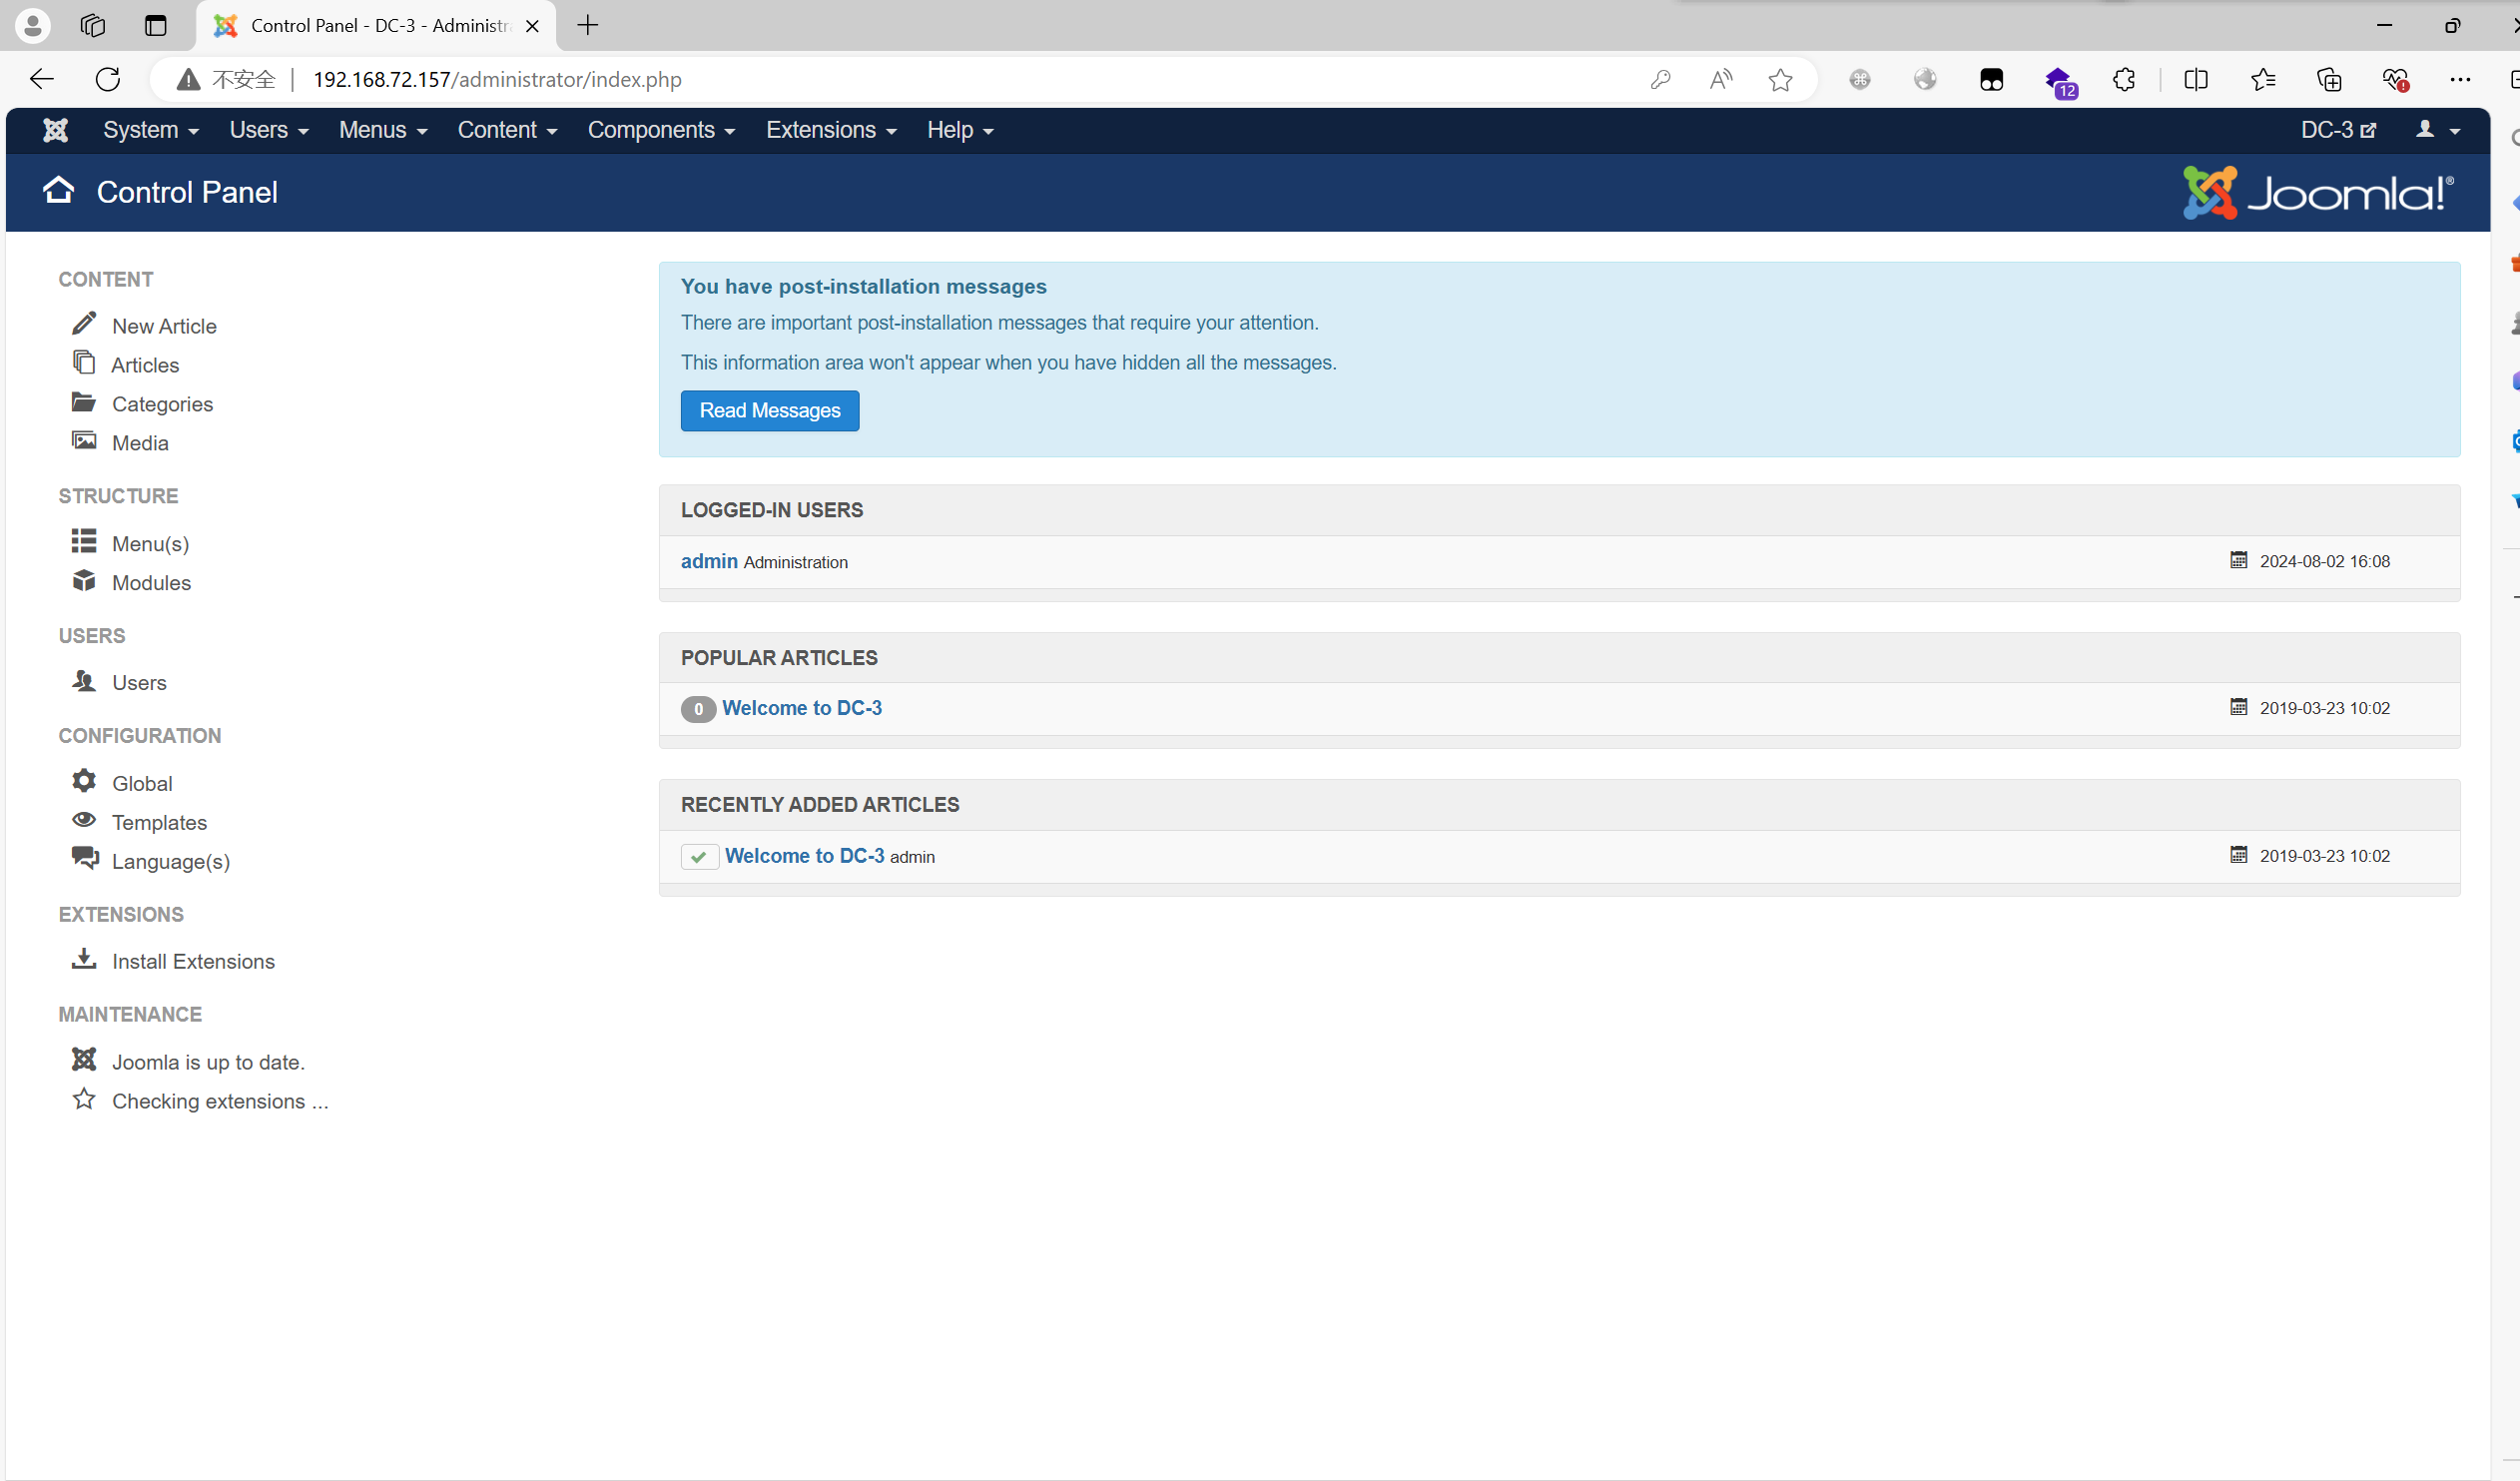 Control Panel - DC-3 - Administr
不安全 192.168.72.157/administrator/index.php
12
System Users Menus Content Components Extensions Help DC-3
Control Panel
Joomla!®
CONTENT
New Article
Articles
Categories
Media
STRUCTURE
Menu(s)
Modules
USERS
Users
CONFIGURATION
Global
Templates
Language(s)
EXTENSIONS
Install Extensions
MAINTENANCE
Joomla is up to date.
Checking extensions ...
You have post-installation messages
There are important post-installation messages that require your attention.
This information area won't appear when you have hidden all the messages.
Read Messages
LOGGED-IN USERS
admin Administration 2024-08-02 16:08
POPULAR ARTICLES
0 Welcome to DC-3 2019-03-23 10:02
RECENTLY ADDED ARTICLES
Welcome to DC-3 admin 2019-03-23 10:02